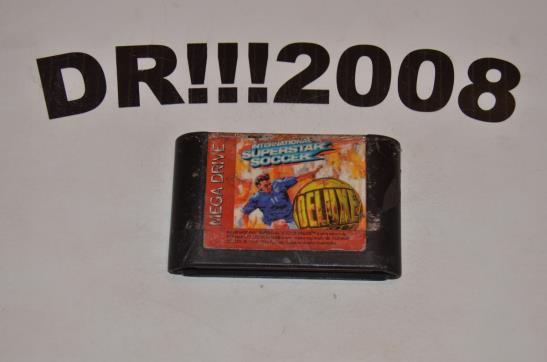 DR!!!2008
MEGA DRIVE
INTERNATIONAL
SUPERSTAR
SOCCER
DELUXE